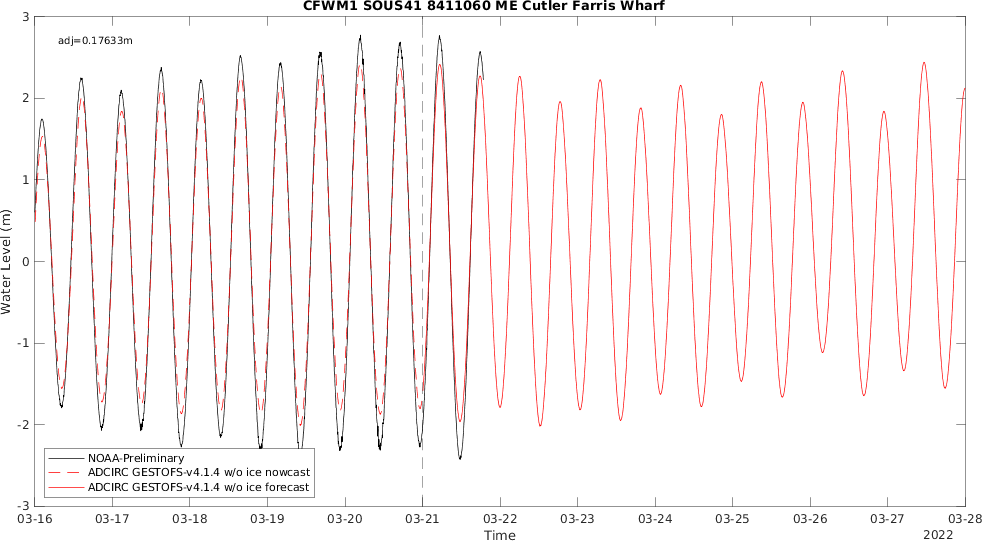 CFWM1 SOUS41 8411060 ME Cutler Farris Wharf
adj=0.17633m
3
2
1
0
-1
-2
-3
Water Level (m)
NOAA-Preliminary
ADCIRC GESTOFS-v4.1.4 w/o ice nowcast
ADCIRC GESTOFS-v4.1.4 w/o ice forecast
03-16 03-17 03-18 03-19 03-20 03-21 03-22 03-23 03-24 03-25 03-26 03-27 03-28
Time
2022